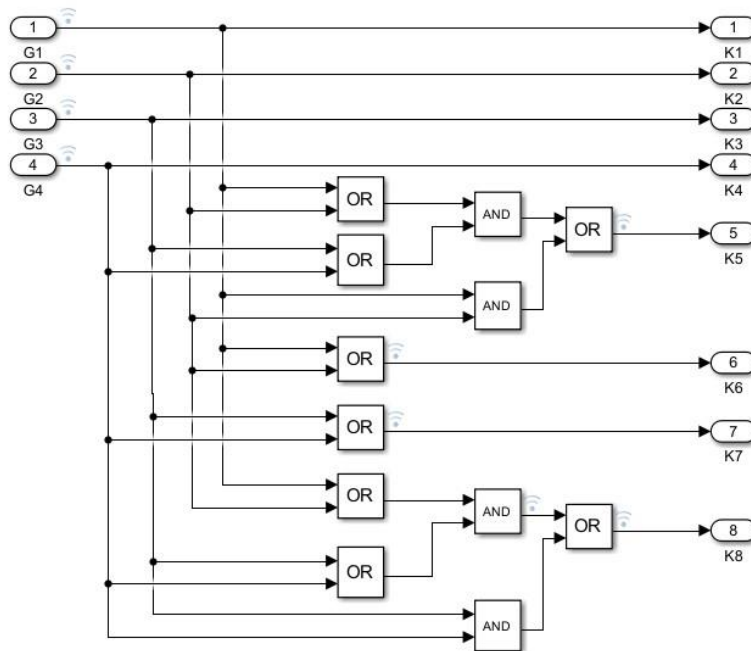 1
1
G1
K1
2
2
G2
K2
3
3
G3
K3
4
4
G4
K4
OR
AND
OR
5
OR
K5
AND
OR
6
K6
OR
7
K7
OR
AND
OR
8
OR
K8
AND